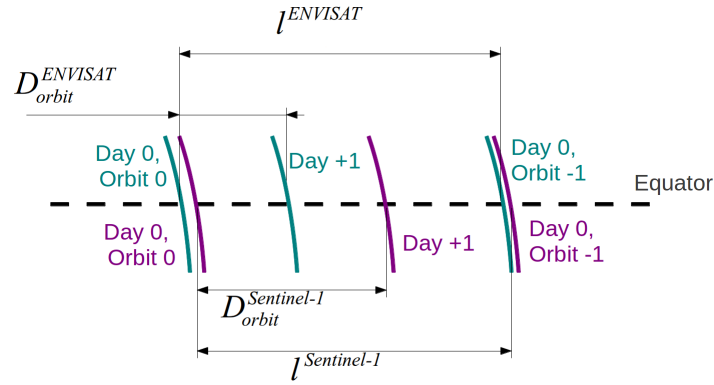 l^ENVISAT
D^ENVISAT_orbit
Day 0,
Orbit 0
Day +1
Day 0,
Orbit -1
Equator
Day 0,
Orbit 0
Day +1
Day 0,
Orbit -1
D^Sentinel-1_orbit
l^Sentinel-1